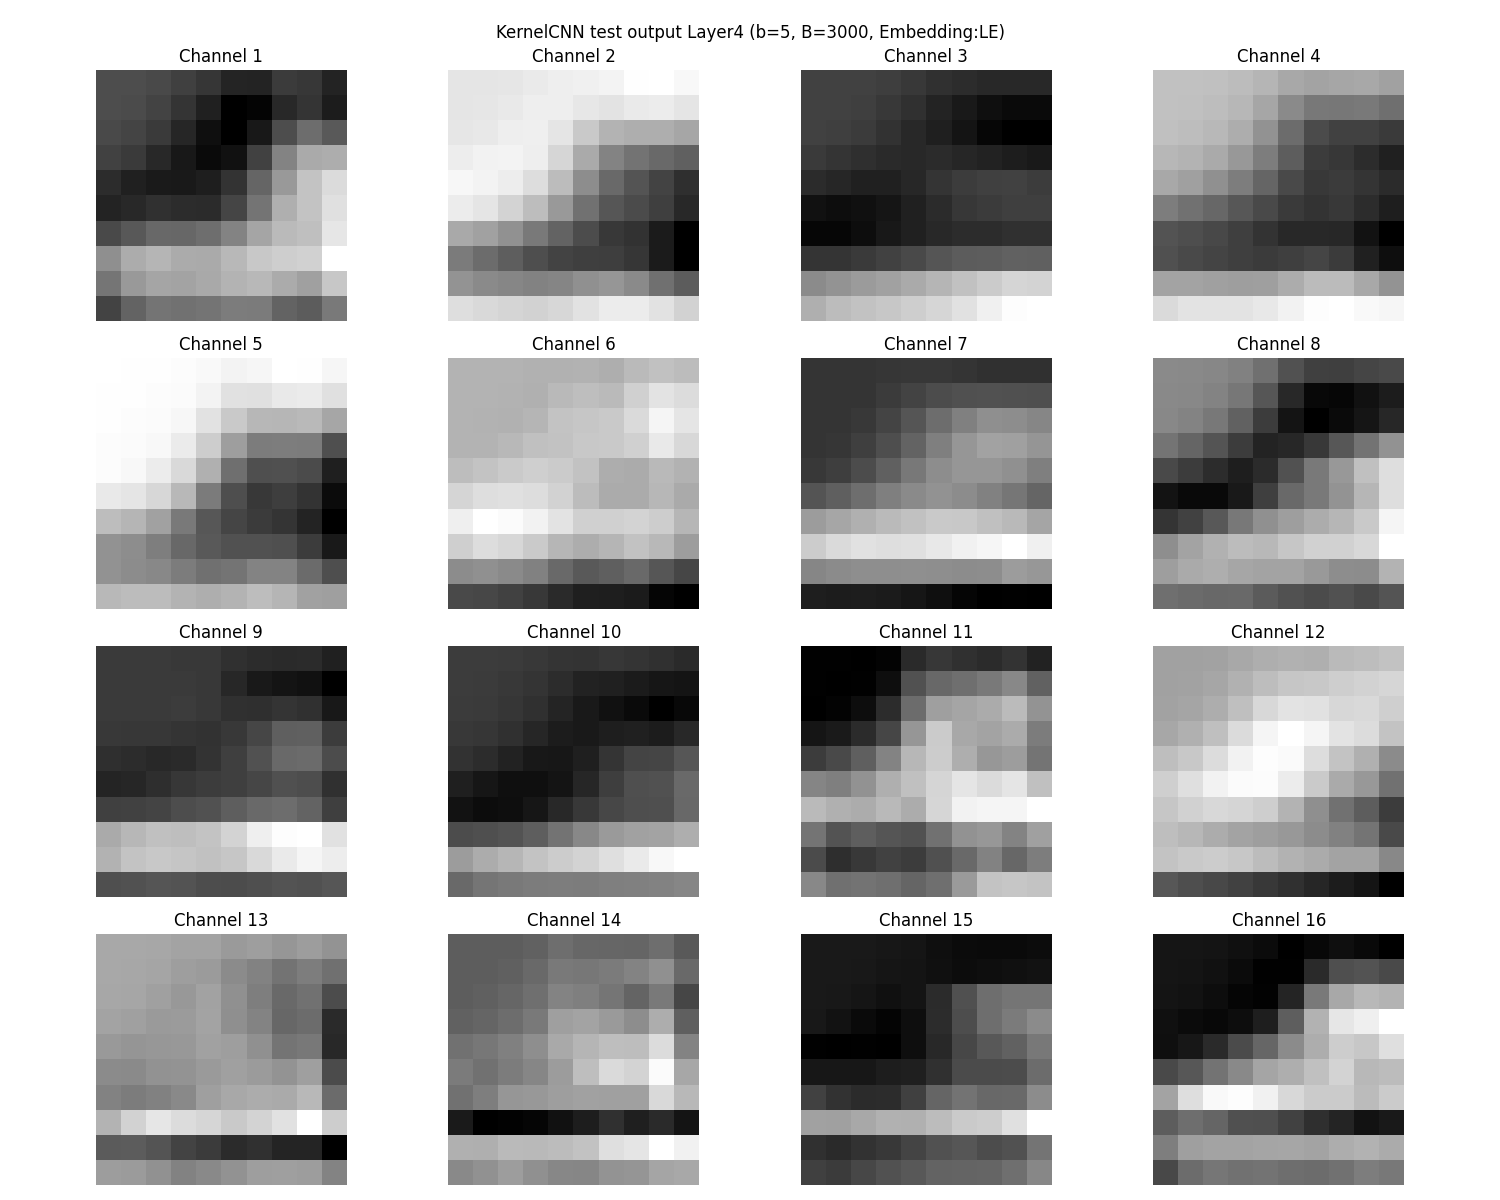 KernelCNN test output Layer4 (b=5, B=3000, Embedding:LE)
Channel 1
Channel 2
Channel 3
Channel 4
Channel 5
Channel 6
Channel 7
Channel 8
Channel 9
Channel 10
Channel 11
Channel 12
Channel 13
Channel 14
Channel 15
Channel 16